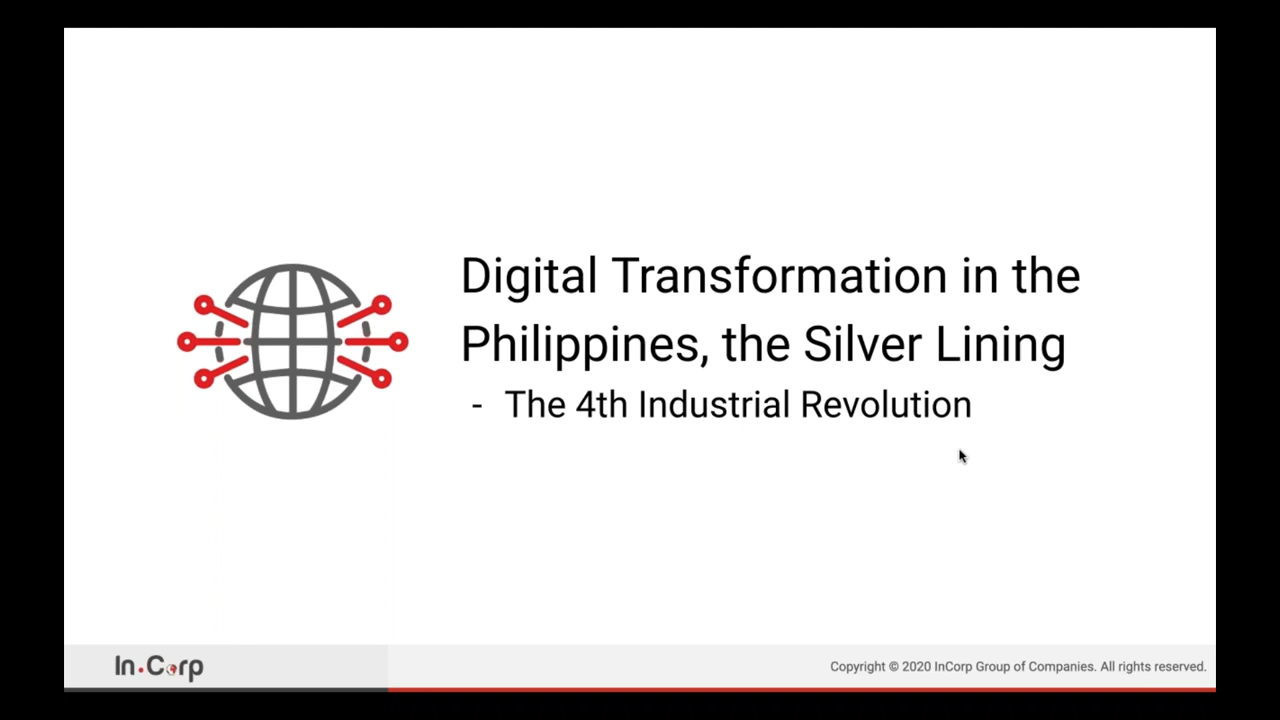 Digital Transformation in the
Philippines, the Silver Lining
- The 4th Industrial Revolution
In.Corp
Copyright © 2020 InCorp Group of Companies. All rights reserved.